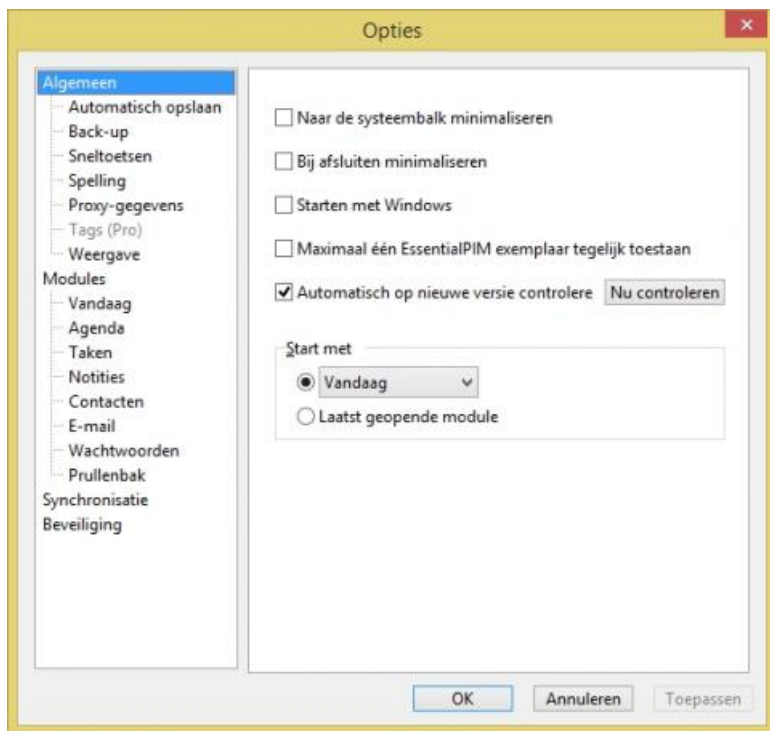 Opties
Algemeen
Automatisch opslaan
Back-up
Sneltoetsen
Spelling
Proxy-gegevens
Tags (Pro)
Weergave
Modules
Vandaag
Agenda
Taken
Notities
Contacten
E-mail
Wachtwoorden
Prullenbak
Synchronisatie
Beveiliging
Naar de systeembalk minimaliseren
Bij afsluiten minimaliseren
Starten met Windows
Maximaal één EssentialPIM exemplaar tegelijk toestaan
Automatisch op nieuwe versie controlere Nu controleren
Start met
Vandaag
Laatst geopende module
OK Annuleren Toepassen